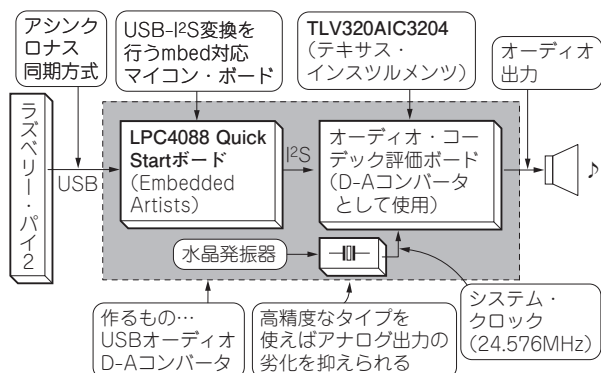 アシンク
ロナス
同期方式
USB-I²S変換を
行うmbed対応
マイコン・ボード
TLV320AIC3204
（テキサス・
インスツルメンツ）
オーディオ
出力
ラズベリー・パイ2
USB
LPC4088 Quick
Startボード
（Embedded
Artists）
I²S
オーディオ・コー
デック評価ボード
（D-Aコンバータ
として使用）
♪
水晶発振器
作るもの…
USBオーディオ
D-Aコンバータ
高精度なタイプを
使えばアナログ出力の
劣化を抑えられる
システム・
クロック
（24.576MHz）